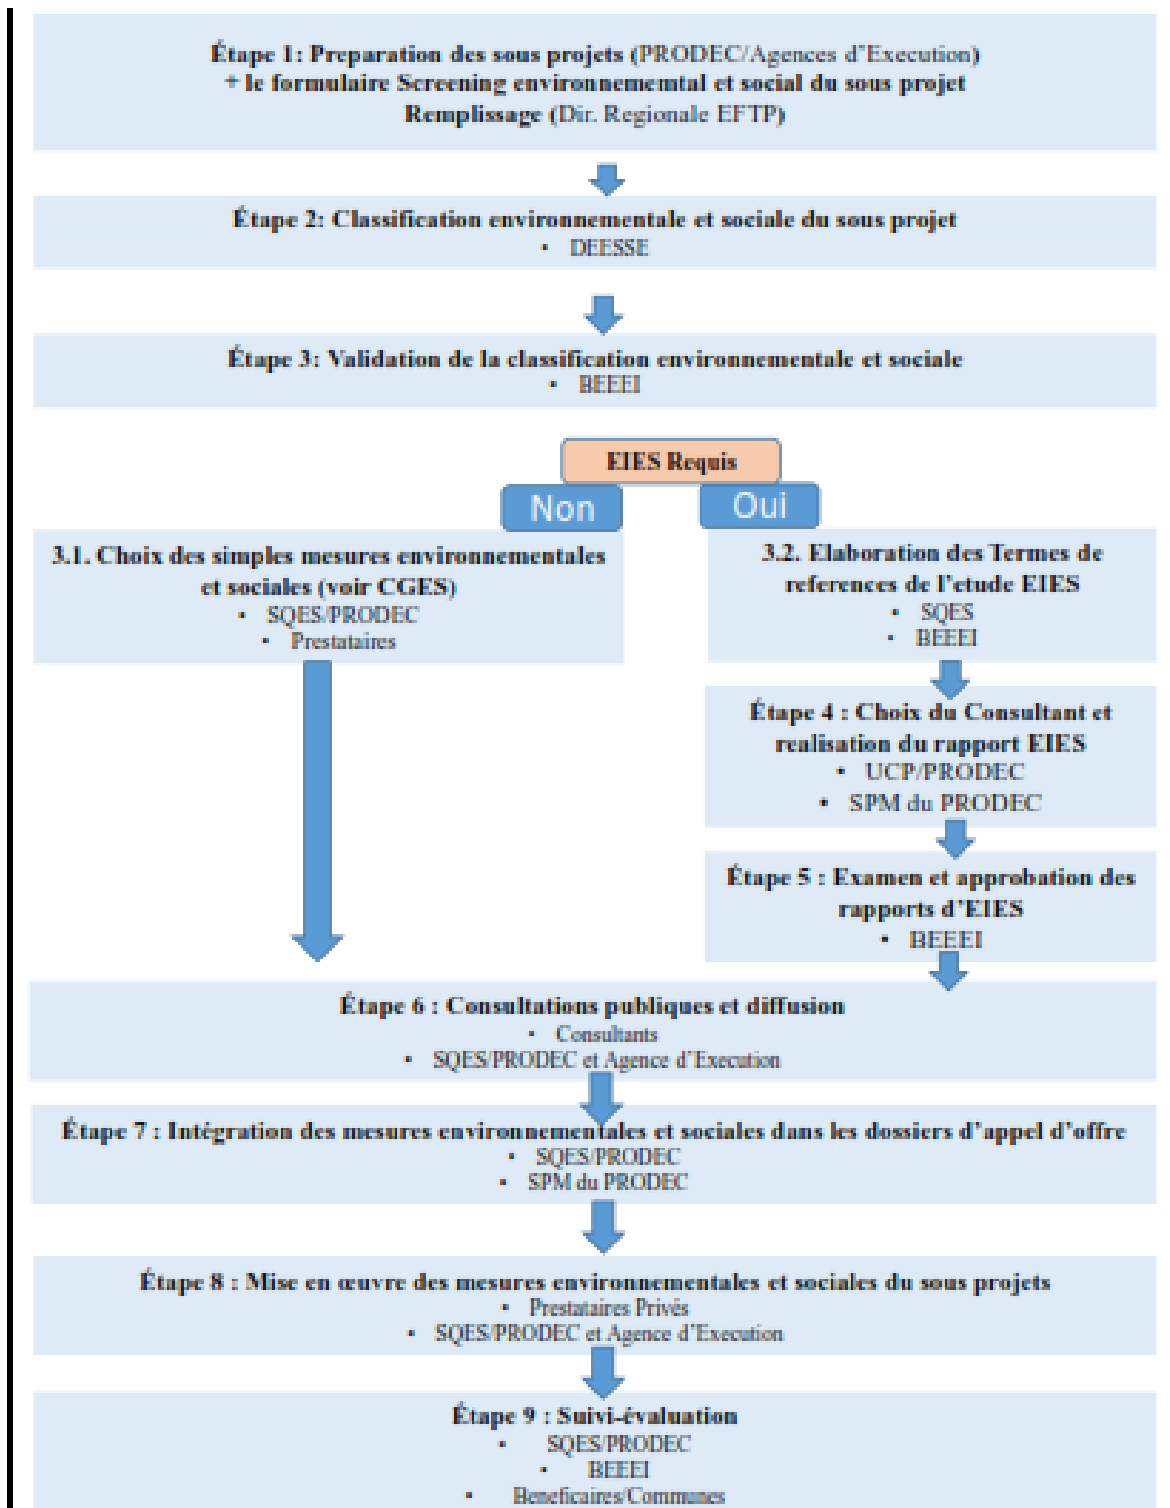 Étape 1: Preparation des sous projets (PRODEC/Agences d'Execution)
+ le formulaire Screening environnememtal et social du sous projet
Remplissage (Dir. Regionale EFTP)
Étape 2: Classification environnementale et sociale du sous projet
• DEESSE
Étape 3: Validation de la classification environnementale et sociale
• BEEEI
EIES Requis
Non
Oui
3.1. Choix des simples mesures environnementales
et sociales (voir CGES)
• SQES/PRODEC
• Prestataires
3.2. Elaboration des Termes de
references de l'etude EIES
• SQES
• BEEEI
Étape 4 : Choix du Consultant et
realisation du rapport EIES
• UCP/PRODEC
• SPM du PRODEC
Étape 5 : Examen et approbation des
rapports d'EIES
• BEEEI
Étape 6 : Consultations publiques et diffusion
• Consultants
• SQES/PRODEC et Agence d'Execution
Étape 7 : Intégration des mesures environnementales et sociales dans les dossiers d'appel d'offre
• SQES/PRODEC
• SPM du PRODEC
Étape 8 : Mise en œuvre des mesures environnementales et sociales du sous projets
• Prestataires Privés
• SQES/PRODEC et Agence d'Execution
Étape 9 : Suivi-évaluation
• SQES/PRODEC
• BEEEI
• Beneficaires/Communes